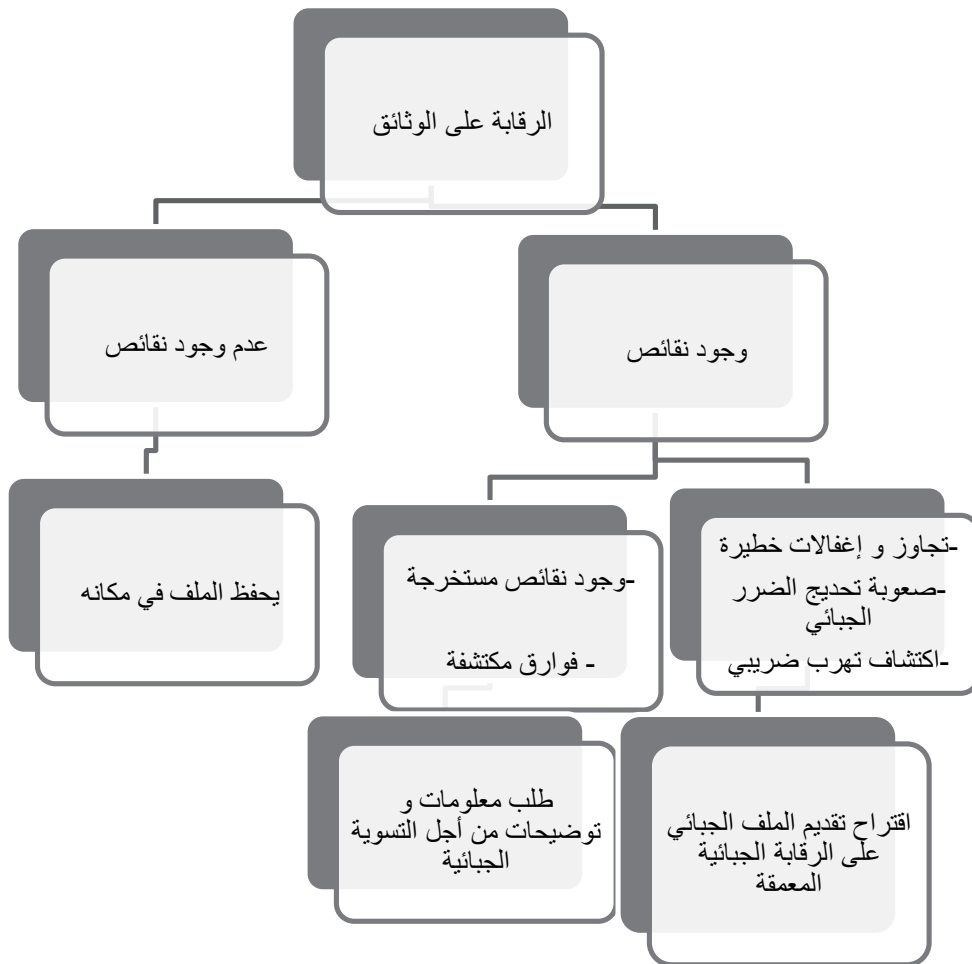 الرقابة على الوثائق
وجود نقائص
عدم وجود نقائص
-تجاوز و إغفالات خطيرة
-صعوبة تحديج الضرر
الجبائي
-اكتشاف تهرب ضريبي
-وجود نقائص مستخرجة
- فوارق مكتشفة
يحفظ الملف في مكانه
اقتراح تقديم الملف الجبائي
على الرقابة الجبائية
المعمقة
طلب معلومات و
توضيحات من أجل التسوية
الجبائية